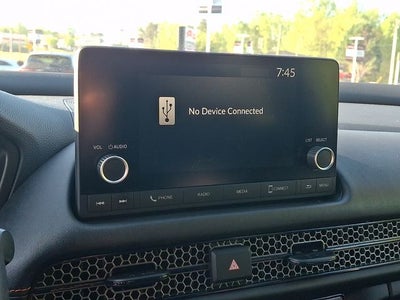 7:45
No Device Connected
VOL AUDIO
LIST SELECT
PHONE RADIO MEDIA CONNECT MENU